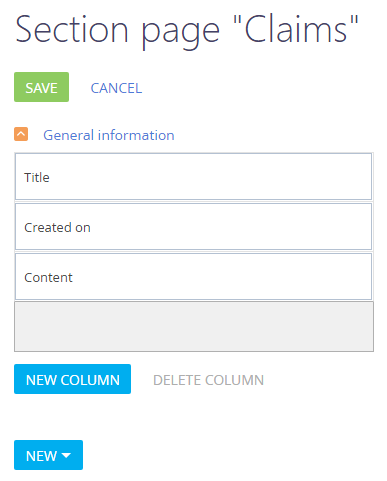 Section page "Claims"
SAVE CANCEL
General information
Title
Created on
Content
NEW COLUMN DELETE COLUMN
NEW